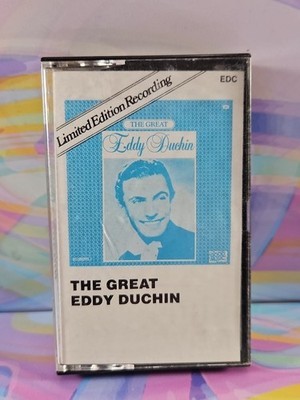 EDC
Limited Edition Recording
THE GREAT
Eddy Duchin
THE GREAT
EDDY DUCHIN